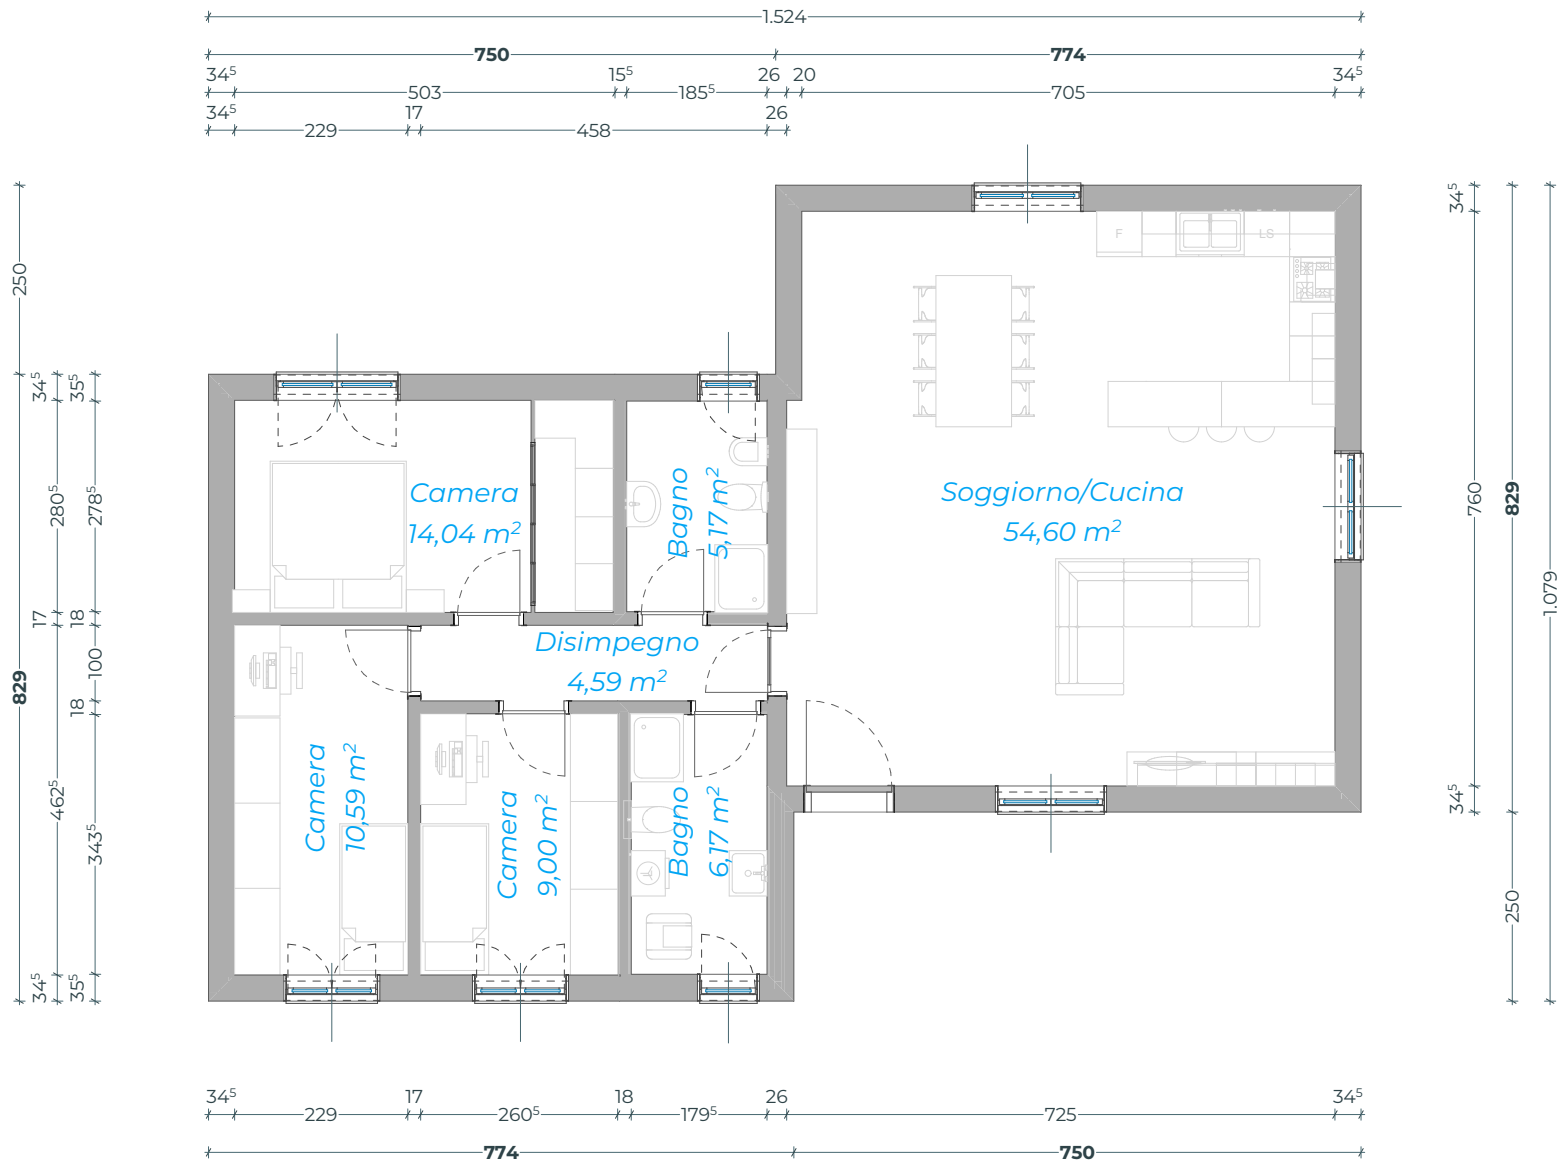 1.524
750 774
34⁵ 15⁵ 26 20 34⁵
503 185⁵ 705
34⁵ 17 26
229 458
250
829
34⁵
280⁵
17
462⁵
34⁵
35⁵
278⁵
18
100
18
343⁵
35⁵
F
LS
Camera
14,04 m²
Bagno
5,17 m²
Soggiorno/Cucina
54,60 m²
Disimpegno
4,59 m²
Camera
10,59 m²
Camera
9,00 m²
Bagno
6,17 m²
34⁵
760
34⁵
829
250
1.079
34⁵ 17 18 26 34⁵
229 260⁵ 179⁵ 725
774 750